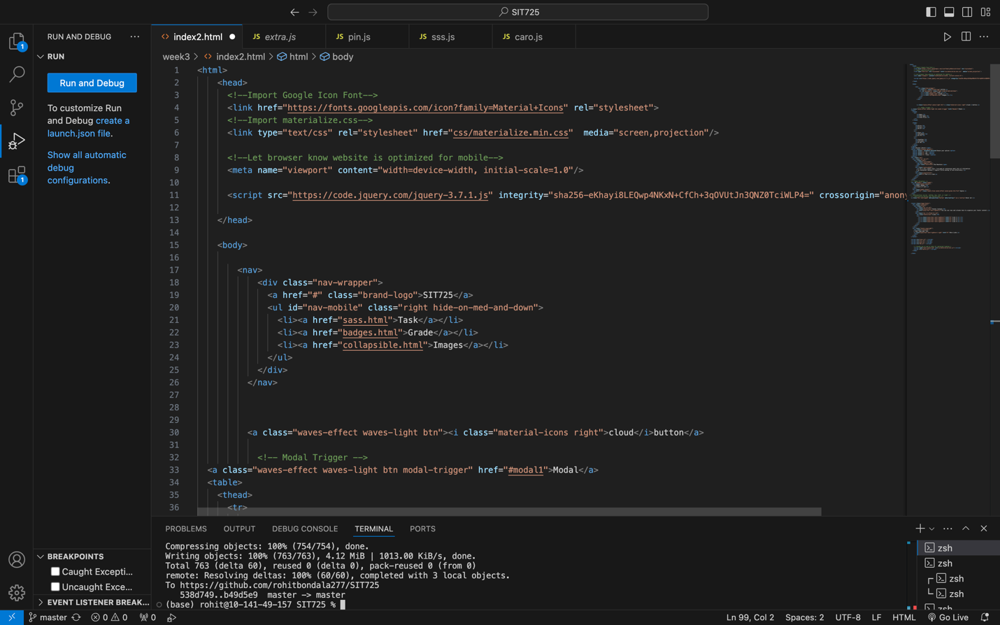 SIT725
RUN AND DEBUG
RUN
Run and Debug
To customize Run
and Debug create a
launch.json file.
Show all automatic
debug
configurations.
BREAKPOINTS
Caught Excepti...
Uncaught Exce...
EVENT LISTENER BREAK...
1
1
<> index2.html
JS extra.js
JS pin.js
JS sss.js
JS caro.js
week3 > <> index2.html > html > body
1 <html>
2 <head>
3 <!--Import Google Icon Font-->
4 <link href="https://fonts.googleapis.com/icon?family=Material+Icons" rel="stylesheet">
5 <!--Import materialize.css-->
6 <link type="text/css" rel="stylesheet" href="css/materialize.min.css"  media="screen,projection"/>
7
8 <!--Let browser know website is optimized for mobile-->
9 <meta name="viewport" content="width=device-width, initial-scale=1.0"/>
10
11 <script src="https://code.jquery.com/jquery-3.7.1.js" integrity="sha256-eKhayi8LEQwp4NKxN+CfCh+3qOVUtJn3QNZ0TciWLP4=" crossorigin="anony
12
13 </head>
14
15 <body>
16
17 <nav>
18 <div class="nav-wrapper">
19 <a href="#" class="brand-logo">SIT725</a>
20 <ul id="nav-mobile" class="right hide-on-med-and-down">
21 <li><a href="sass.html">Task</a></li>
22 <li><a href="badges.html">Grade</a></li>
23 <li><a href="collapsible.html">Images</a></li>
24 </ul>
25 </div>
26 </nav>
27
28
29
30 <a class="waves-effect waves-light btn"><i class="material-icons right">cloud</i>button</a>
31
32 <!-- Modal Trigger -->
33 <a class="waves-effect waves-light btn modal-trigger" href="#modal1">Modal</a>
34 <table>
35 <thead>
36 <tr>
PROBLEMS OUTPUT DEBUG CONSOLE TERMINAL PORTS
Compressing objects: 100% (754/754), done.
Writing objects: 100% (763/763), 4.12 MiB | 1013.00 KiB/s, done.
Total 763 (delta 60), reused 0 (delta 0), pack-reused 0 (from 0)
remote: Resolving deltas: 100% (60/60), completed with 3 local objects.
To https://github.com/rohitbondala277/SIT725
538d749..b49d5e9  master -> master
(base) rohit@10-141-49-157 SIT725 %
zsh
zsh
zsh
zsh
zsh
master 0 0 0 Ln 99, Col 2 Spaces: 2 UTF-8 LF HTML Go Live